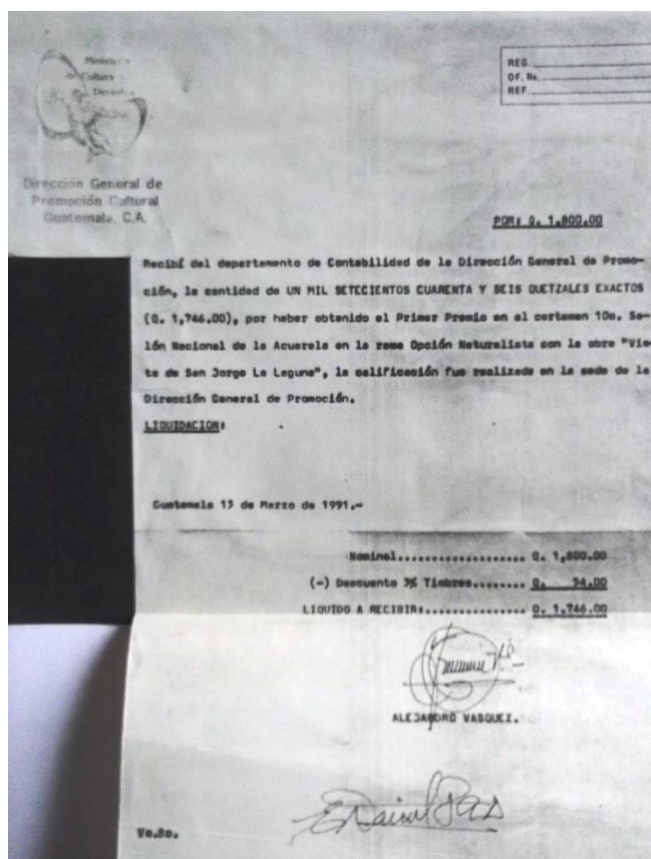 Ministerio
de Cultura
y Deportes
Dirección General de
Promoción Cultural
Guatemala, C.A.
REG.
OF. No.
REF.
POR: Q. 1,800.00
Recibí del departamento de Contabilidad de la Dirección General de Promo-
ción, la cantidad de UN MIL SETECIENTOS CUARENTA Y SEIS QUETZALES EXACTOS
(Q. 1,746.00), por haber obtenido el Primer Premio en el certamen 10o. Sa-
lón Nacional de la Acuarela en la rama Opción Naturalista con la obra "Vis-
ta de San Jorge La Laguna", la calificación fue realizada en la sede de la
Dirección General de Promoción.
LIQUIDACION:
Guatemala 13 de Marzo de 1991.-
Nominal................... Q. 1,800.00
(-) Descuento 3% Timbres........ Q. 54.00
LIQUIDO A RECIBIR:............... Q. 1,746.00
ALEJANDRO VASQUEZ.
Vo.Bo.